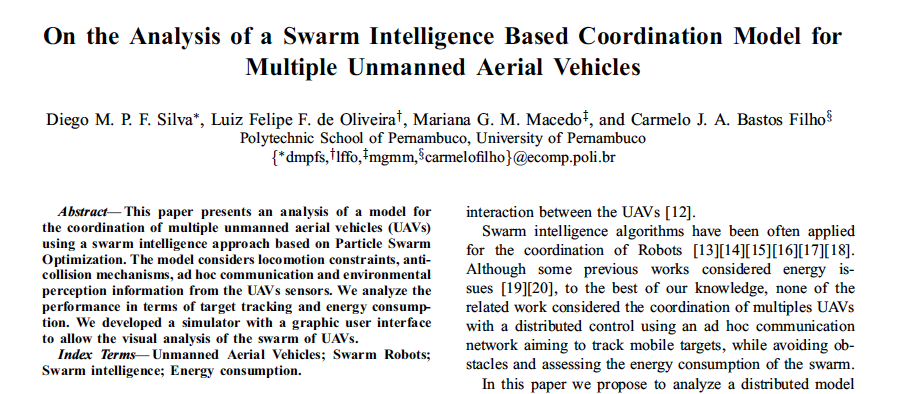 On the Analysis of a Swarm Intelligence Based Coordination Model for
Multiple Unmanned Aerial Vehicles
Diego M. P. F. Silva*, Luiz Felipe F. de Oliveira†, Mariana G. M. Macedo‡, and Carmelo J. A. Bastos Filho§
Polytechnic School of Pernambuco, University of Pernambuco
{*dmpfs,†lffo,‡mgmm,§carmelofilho}@ecomp.poli.br
Abstract—This paper presents an analysis of a model for
the coordination of multiple unmanned aerial vehicles (UAVs)
using a swarm intelligence approach based on Particle Swarm
Optimization. The model considers locomotion constraints, anti-
collision mechanisms, ad hoc communication and environmental
perception information from the UAVs sensors. We analyze the
performance in terms of target tracking and energy consump-
tion. We developed a simulator with a graphic user interface
to allow the visual analysis of the swarm of UAVs.
Index Terms—Unmanned Aerial Vehicles; Swarm Robots;
Swarm intelligence; Energy consumption.
interaction between the UAVs [12].
Swarm intelligence algorithms have been often applied
for the coordination of Robots [13][14][15][16][17][18].
Although some previous works considered energy is-
sues [19][20], to the best of our knowledge, none of the
related work considered the coordination of multiples UAVs
with a distributed control using an ad hoc communication
network aiming to track mobile targets, while avoiding ob-
stacles and assessing the energy consumption of the swarm.
In this paper we propose to analyze a distributed model